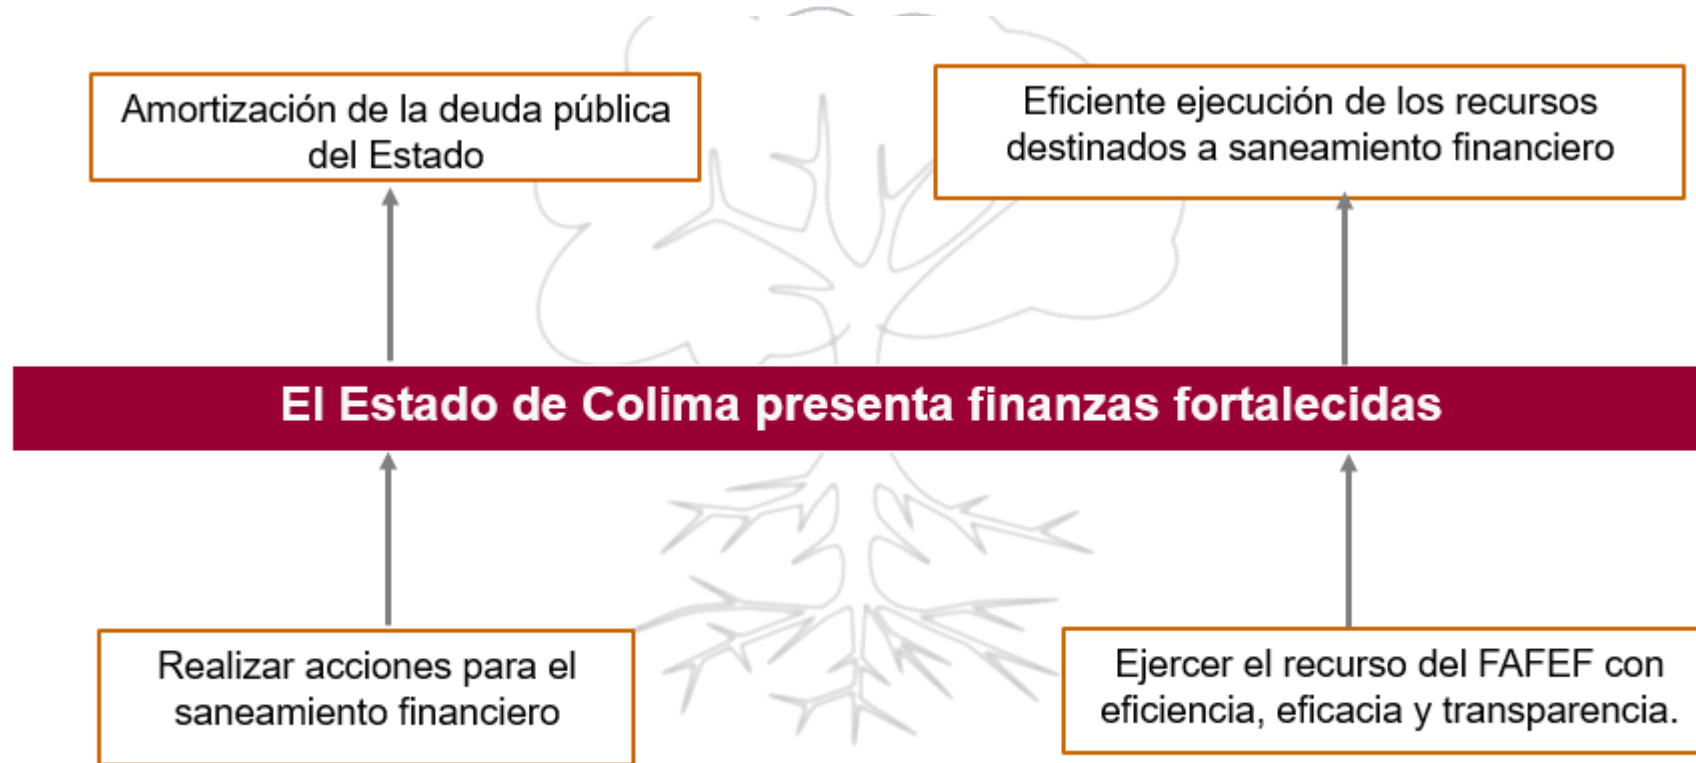 Amortización de la deuda pública
del Estado
Eficiente ejecución de los recursos
destinados a saneamiento financiero
El Estado de Colima presenta finanzas fortalecidas
Realizar acciones para el
saneamiento financiero
Ejercer el recurso del FAFEF con
eficiencia, eficacia y transparencia.